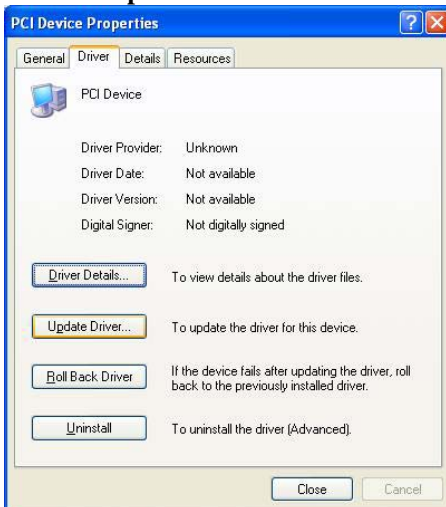 PCI Device Properties
General Driver Details Resources
PCI Device
Driver Provider: Unknown
Driver Date: Not available
Driver Version: Not available
Digital Signer: Not digitally signed
Driver Details... To view details about the driver files.
Update Driver... To update the driver for this device.
Roll Back Driver If the device fails after updating the driver, roll
back to the previously installed driver.
Uninstall To uninstall the driver (Advanced).
Close Cancel